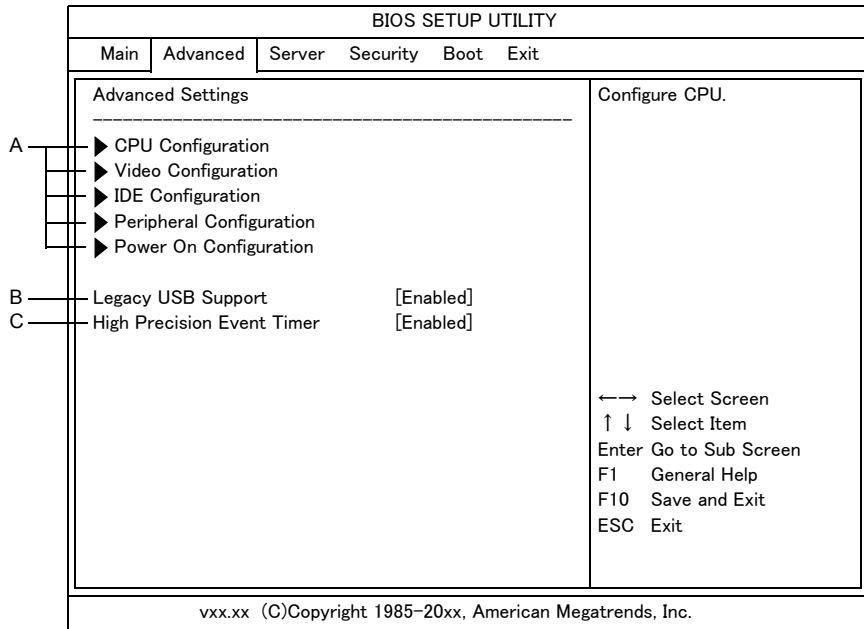 BIOS SETUP UTILITY
Main Advanced Server Security Boot Exit
Advanced Settings
Configure CPU.
------------------------------------------------
A
CPU Configuration
Video Configuration
IDE Configuration
Peripheral Configuration
Power On Configuration
B Legacy USB Support [Enabled]
C High Precision Event Timer [Enabled]
←→ Select Screen
↑↓ Select Item
Enter Go to Sub Screen
F1 General Help
F10 Save and Exit
ESC Exit
vxx.xx (C)Copyright 1985-20xx, American Megatrends, Inc.